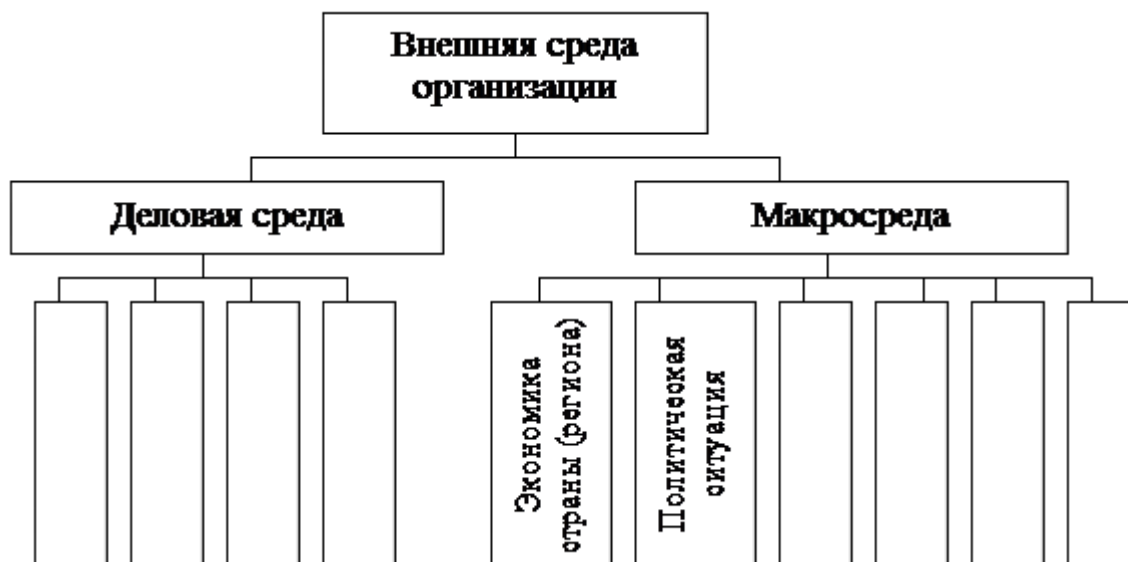 Внешняя среда
организации
Деловая среда
Макросреда
Экономика
страны (региона)
Политическая
ситуация